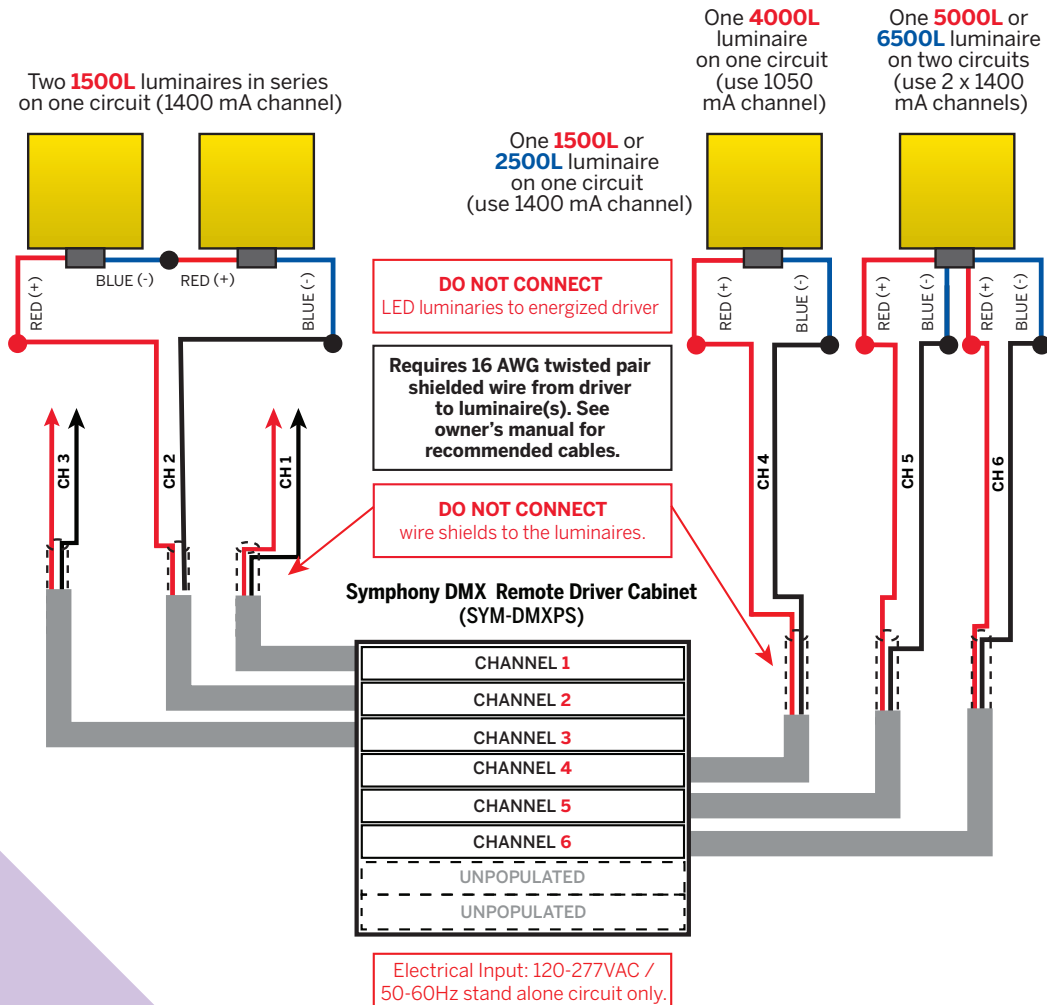 Two 1500L luminaires in series
on one circuit (1400 mA channel)
One 1500L or
2500L luminaire
on one circuit
(use 1400 mA channel)
One 4000L
luminaire
on one circuit
(use 1050
mA channel)
One 5000L or
6500L luminaire
on two circuits
(use 2 x 1400
mA channels)
RED (+)
BLUE (-)
RED (+)
BLUE (-)
RED (+)
BLUE (-)
RED (+)
BLUE (-)
RED (+)
BLUE (-)
DO NOT CONNECT
LED luminaries to energized driver
Requires 16 AWG twisted pair
shielded wire from driver
to luminaire(s). See
owner's manual for
recommended cables.
DO NOT CONNECT
wire shields to the luminaires.
CH 3
CH 2
CH 1
CH 4
CH 5
CH 6
Symphony DMX Remote Driver Cabinet
(SYM-DMXPS)
CHANNEL 1
CHANNEL 2
CHANNEL 3
CHANNEL 4
CHANNEL 5
CHANNEL 6
UNPOPULATED
UNPOPULATED
Electrical Input: 120-277VAC /
50-60Hz stand alone circuit only.